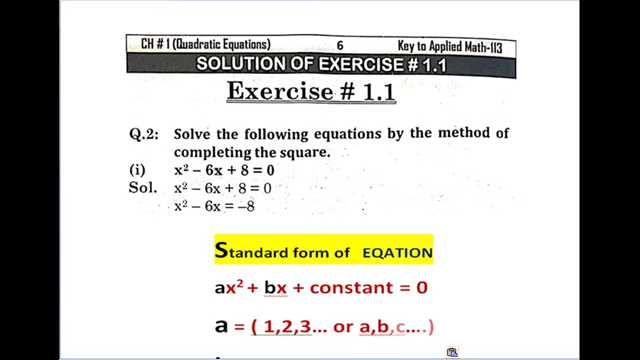 CH # 1 (Quadratic Equations) 6 Key to Applied Math-113
SOLUTION OF EXERCISE # 1.1
Exercise # 1.1
Q.2: Solve the following equations by the method of
completing the square.
(i) x² – 6x + 8 = 0
Sol. x² – 6x + 8 = 0
x² – 6x = –8
Standard form of EQATION
ax² + bx + constant = 0
a = ( 1,2,3... or a,b,c....)